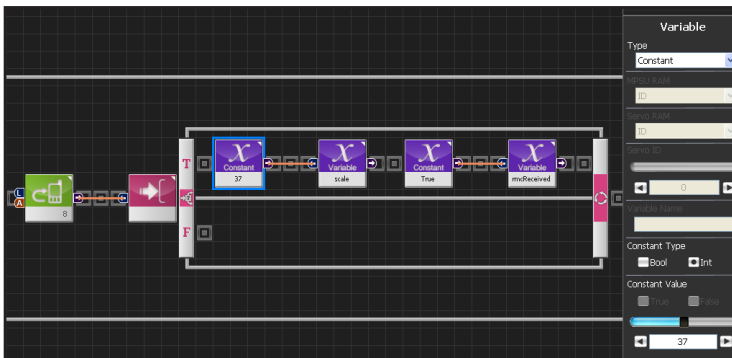 Variable
Type
Constant
MPSU RAM
ID
Servo RAM
ID
Servo ID
0
Variable Name
Constant Type
Bool Int
Constant Value
True False
37
T
x x x x
Constant Variable Constant Variable
37 scale True rmcReceived
L
A
8
F